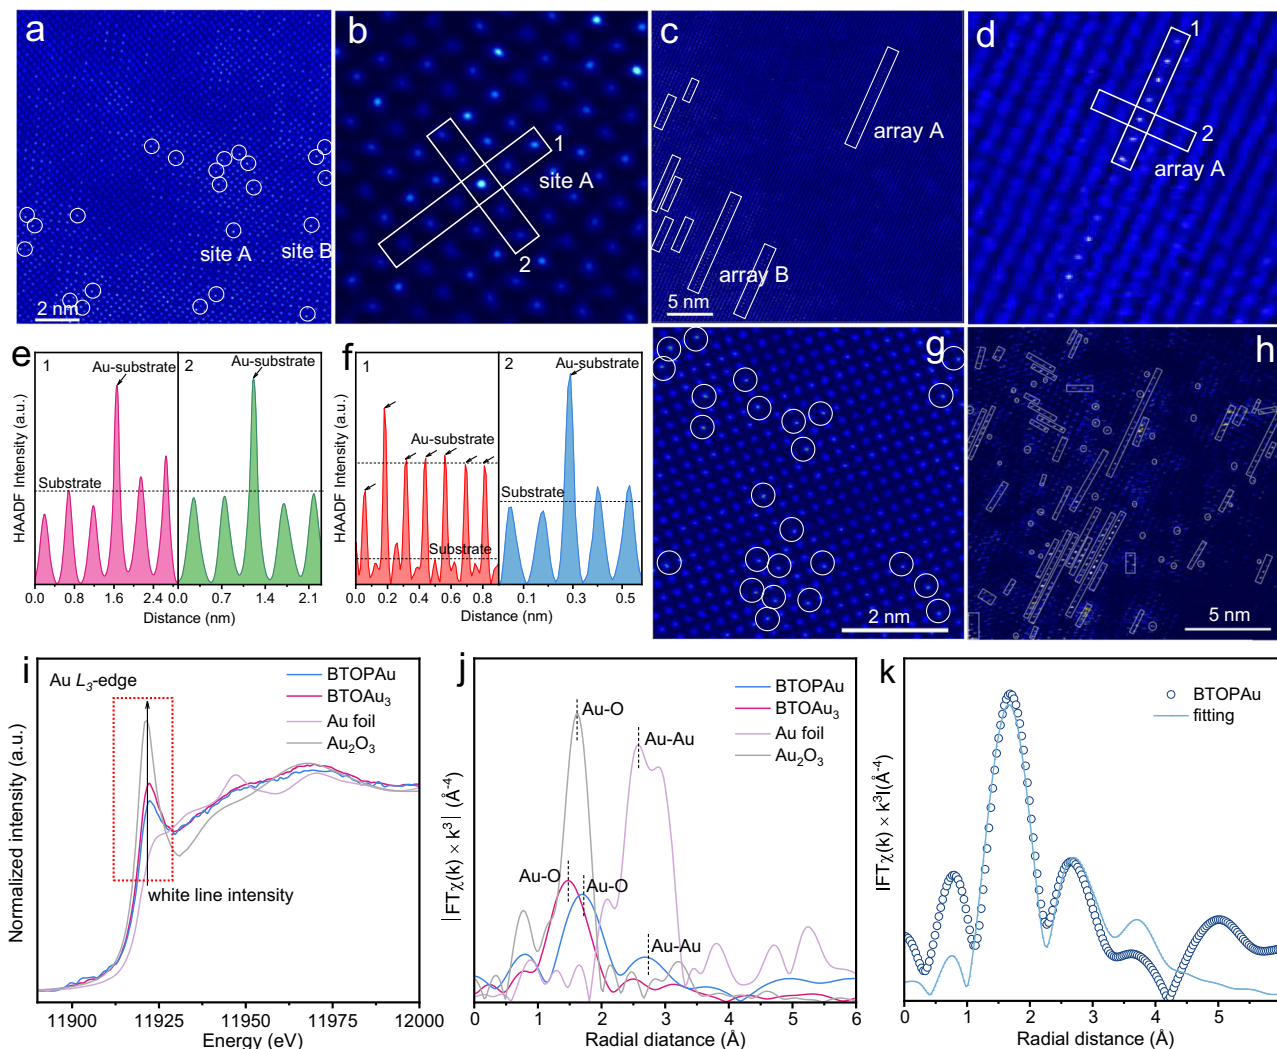 a
site A
site B
2 nm
b
1
site A
2
c
array A
array B
5 nm
d
1
2
array A
e
1
Au-substrate
Substrate
2
Au-substrate
HAADF Intensity (a.u.)
0.0 0.8 1.6 2.4 0.0 0.7 1.4 2.1
Distance (nm)
f
1
Au-substrate
Substrate
2
Au-substrate
Substrate
HAADF Intensity (a.u.)
0.0 0.2 0.4 0.6 0.8 0.0 0.3 0.5
Distance (nm)
g
2 nm
h
5 nm
i
Au L3-edge
BTOPAu
BTOAu3
Au foil
Au2O3
white line intensity
Normalized intensity (a.u.)
11900 11925 11950 11975 12000
Energy (eV)
j
BTOPAu
BTOAu3
Au foil
Au2O3
Au-O
Au-Au
Au-O
Au-O
Au-Au
|FTχ(k) × k3| (Å-4)
0 1 2 3 4 5 6
Radial distance (Å)
k
BTOPAu
fitting
IFTχ(k) × k3I(Å-4)
0 1 2 3 4 5
Radial distance (Å)